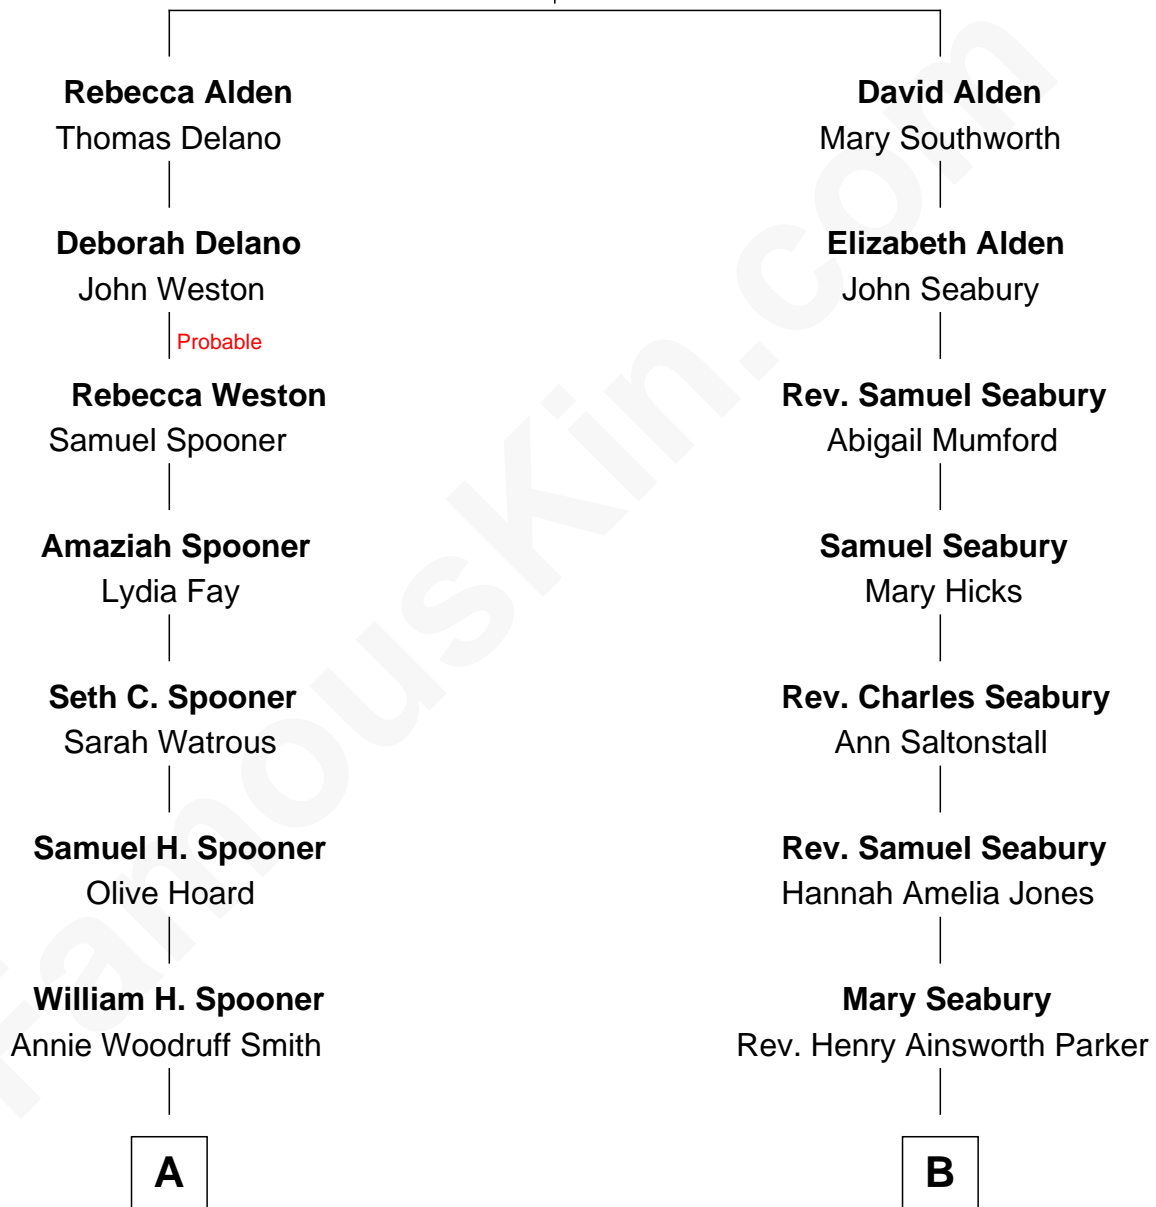 Rebecca Alden
Thomas Delano
David Alden
Mary Southworth
Deborah Delano
John Weston
Elizabeth Alden
John Seabury
Probable
Rebecca Weston
Samuel Spooner
Rev. Samuel Seabury
Abigail Mumford
Amaziah Spooner
Lydia Fay
Samuel Seabury
Mary Hicks
Seth C. Spooner
Sarah Watrous
Rev. Charles Seabury
Ann Saltonstall
Samuel H. Spooner
Olive Hoard
Rev. Samuel Seabury
Hannah Amelia Jones
William H. Spooner
Annie Woodruff Smith
Mary Seabury
Rev. Henry Ainsworth Parker
A
B
FamousKin.com